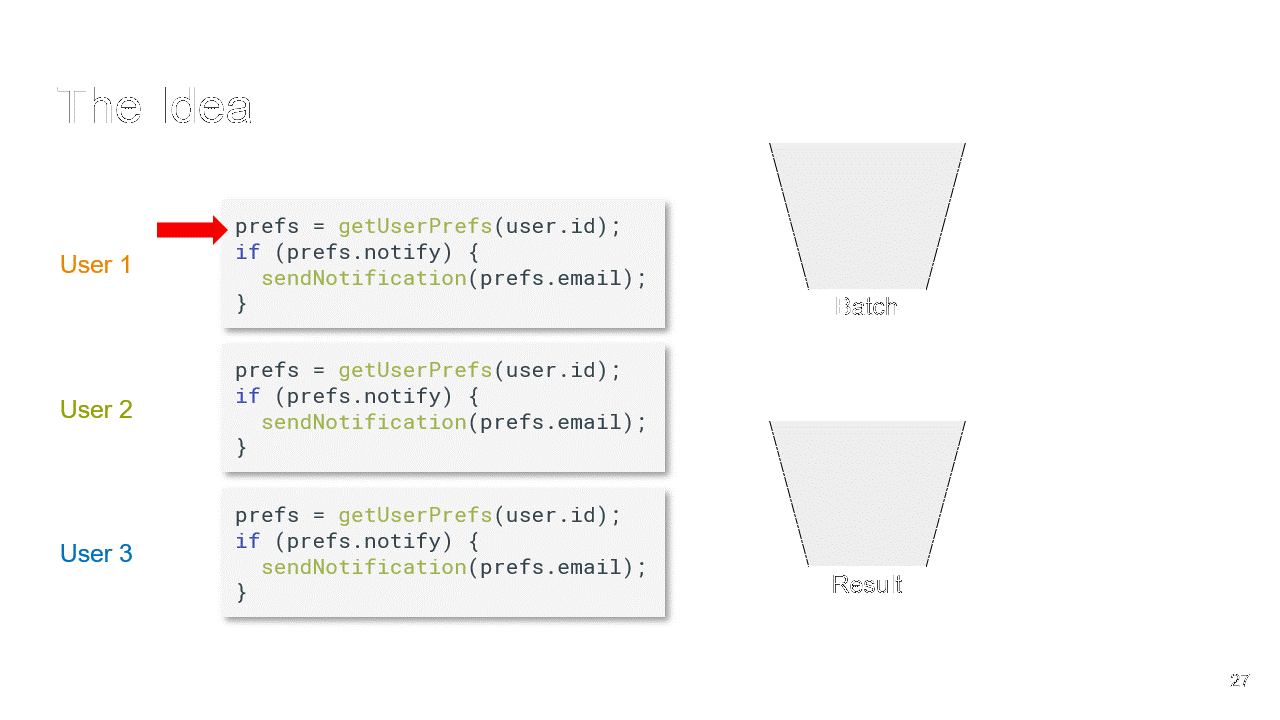 The Idea
User 1
prefs = getUserPrefs(user.id);
if (prefs.notify) {
  sendNotification(prefs.email);
}
User 2
prefs = getUserPrefs(user.id);
if (prefs.notify) {
  sendNotification(prefs.email);
}
User 3
prefs = getUserPrefs(user.id);
if (prefs.notify) {
  sendNotification(prefs.email);
}
Batch
Result
27